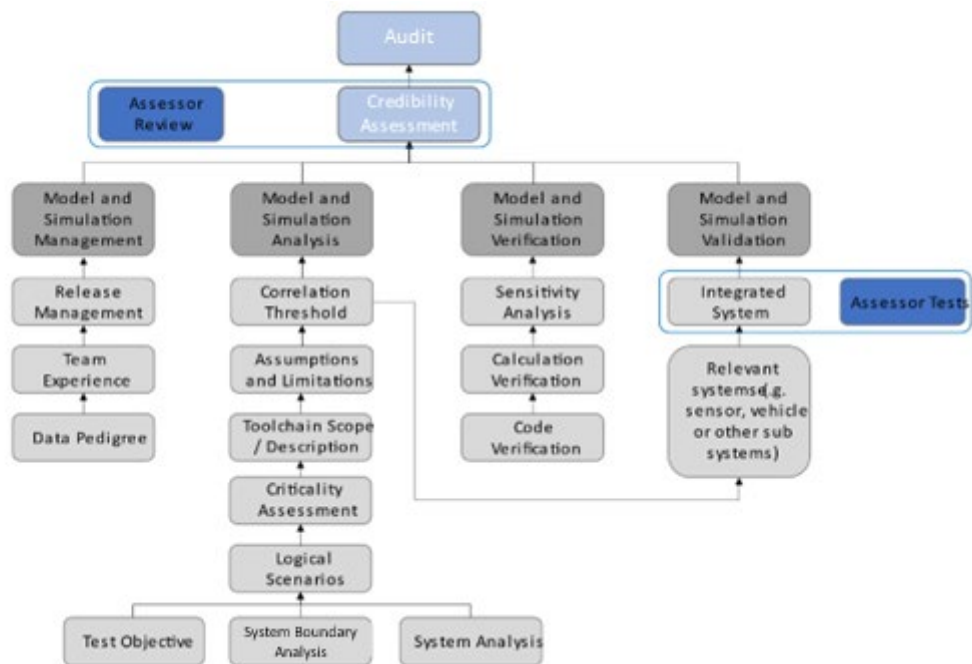 Audit
Assessor
Review
Credibility
Assessment
Model and
Simulation
Management
Model and
Simulation
Analysis
Model and
Simulation
Verification
Model and
Simulation
Validation
Release
Management
Correlation
Threshold
Sensitivity
Analysis
Integrated
System
Assessor Tests
Team
Experience
Assumptions
and Limitations
Calculation
Verification
Relevant
systemse(.g.
sensor, vehicle
or other sub
systems)
Data Pedigree
Toolchain Scope
/ Description
Code
Verification
Criticality
Assessment
Logical
Scenarios
Test Objective
System Boundary
Analysis
System Analysis